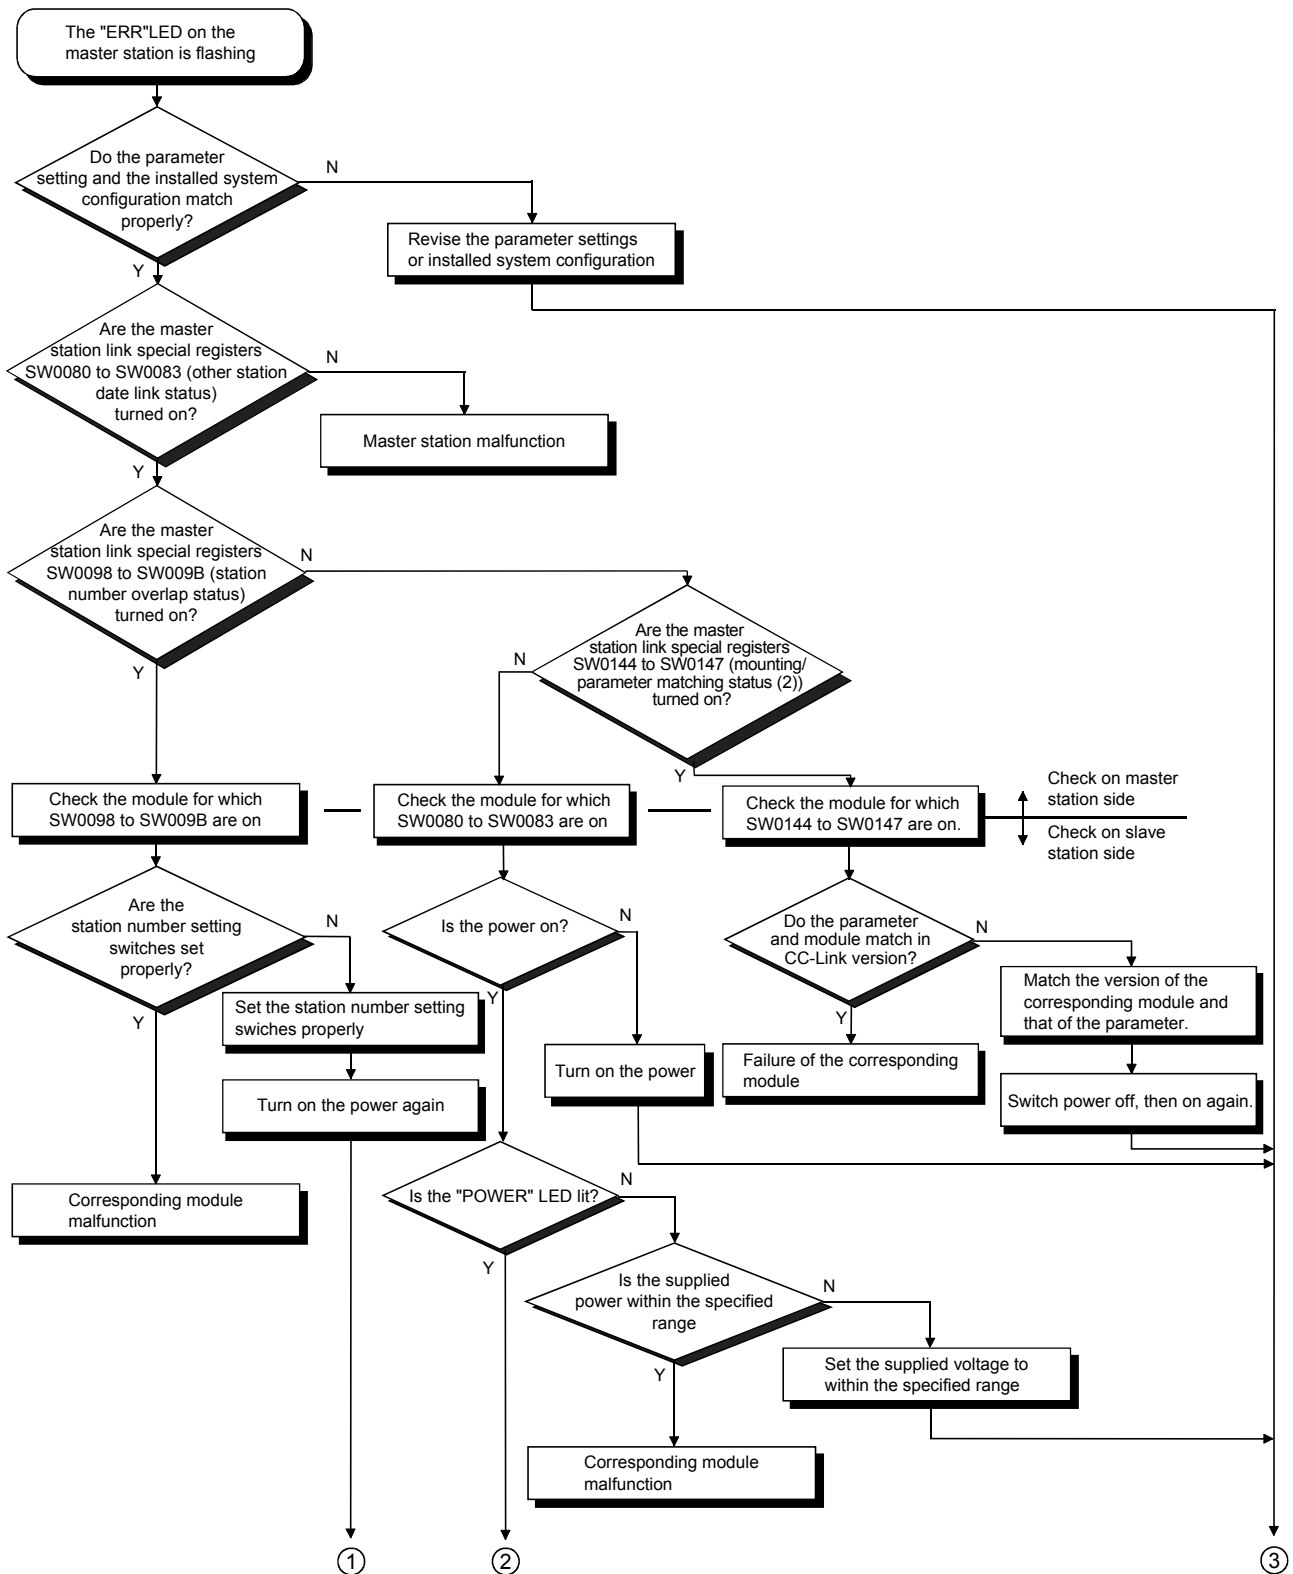 The "ERR"LED on the
master station is flashing
Do the parameter
setting and the installed system
configuration match
properly?
N
Y
Revise the parameter settings
or installed system configuration
Are the master
station link special registers
SW0080 to SW0083 (other station
date link status)
turned on?
N
Y
Master station malfunction
Are the master
station link special registers
SW0098 to SW009B (station
number overlap status)
turned on?
N
Y
Are the master
station link special registers
SW0144 to SW0147 (mounting/
parameter matching status (2))
turned on?
N
Y
Check the module for which
SW0098 to SW009B are on
Check the module for which
SW0080 to SW0083 are on
Check the module for which
SW0144 to SW0147 are on.
Check on master
station side
Check on slave
station side
Are the
station number setting
switches set
properly?
N
Y
Is the power on?
N
Y
Do the parameter
and module match in
CC-Link version?
N
Y
Set the station number setting
swiches properly
Turn on the power again
Turn on the power
Failure of the corresponding
module
Match the version of the
corresponding module and
that of the parameter.
Switch power off, then on again.
Corresponding module
malfunction
Is the "POWER" LED lit?
N
Y
Is the supplied
power within the specified
range
N
Y
Set the supplied voltage to
within the specified range
Corresponding module
malfunction
1
2
3